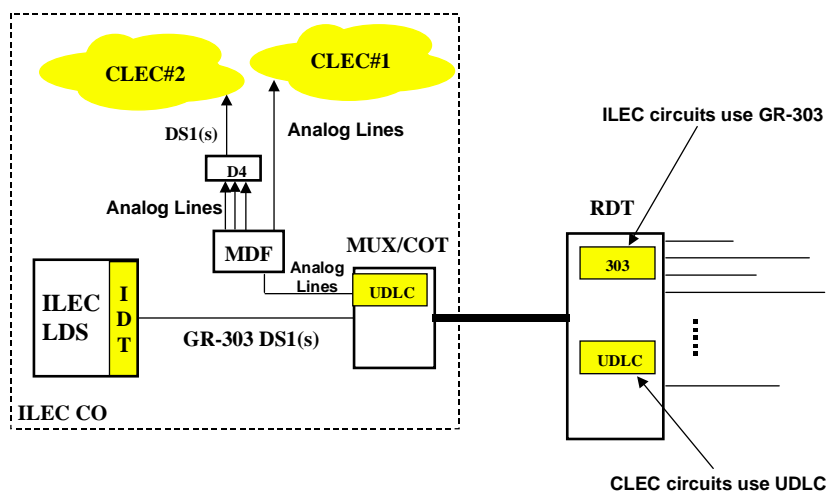 CLEC#2
CLEC#1
DS1(s)
Analog Lines
ILEC circuits use GR-303
D4
Analog Lines
RDT
MDF
MUX/COT
303
Analog
Lines
UDLC
ILEC
LDS
I
D
T
GR-303 DS1(s)
UDLC
ILEC CO
CLEC circuits use UDLC